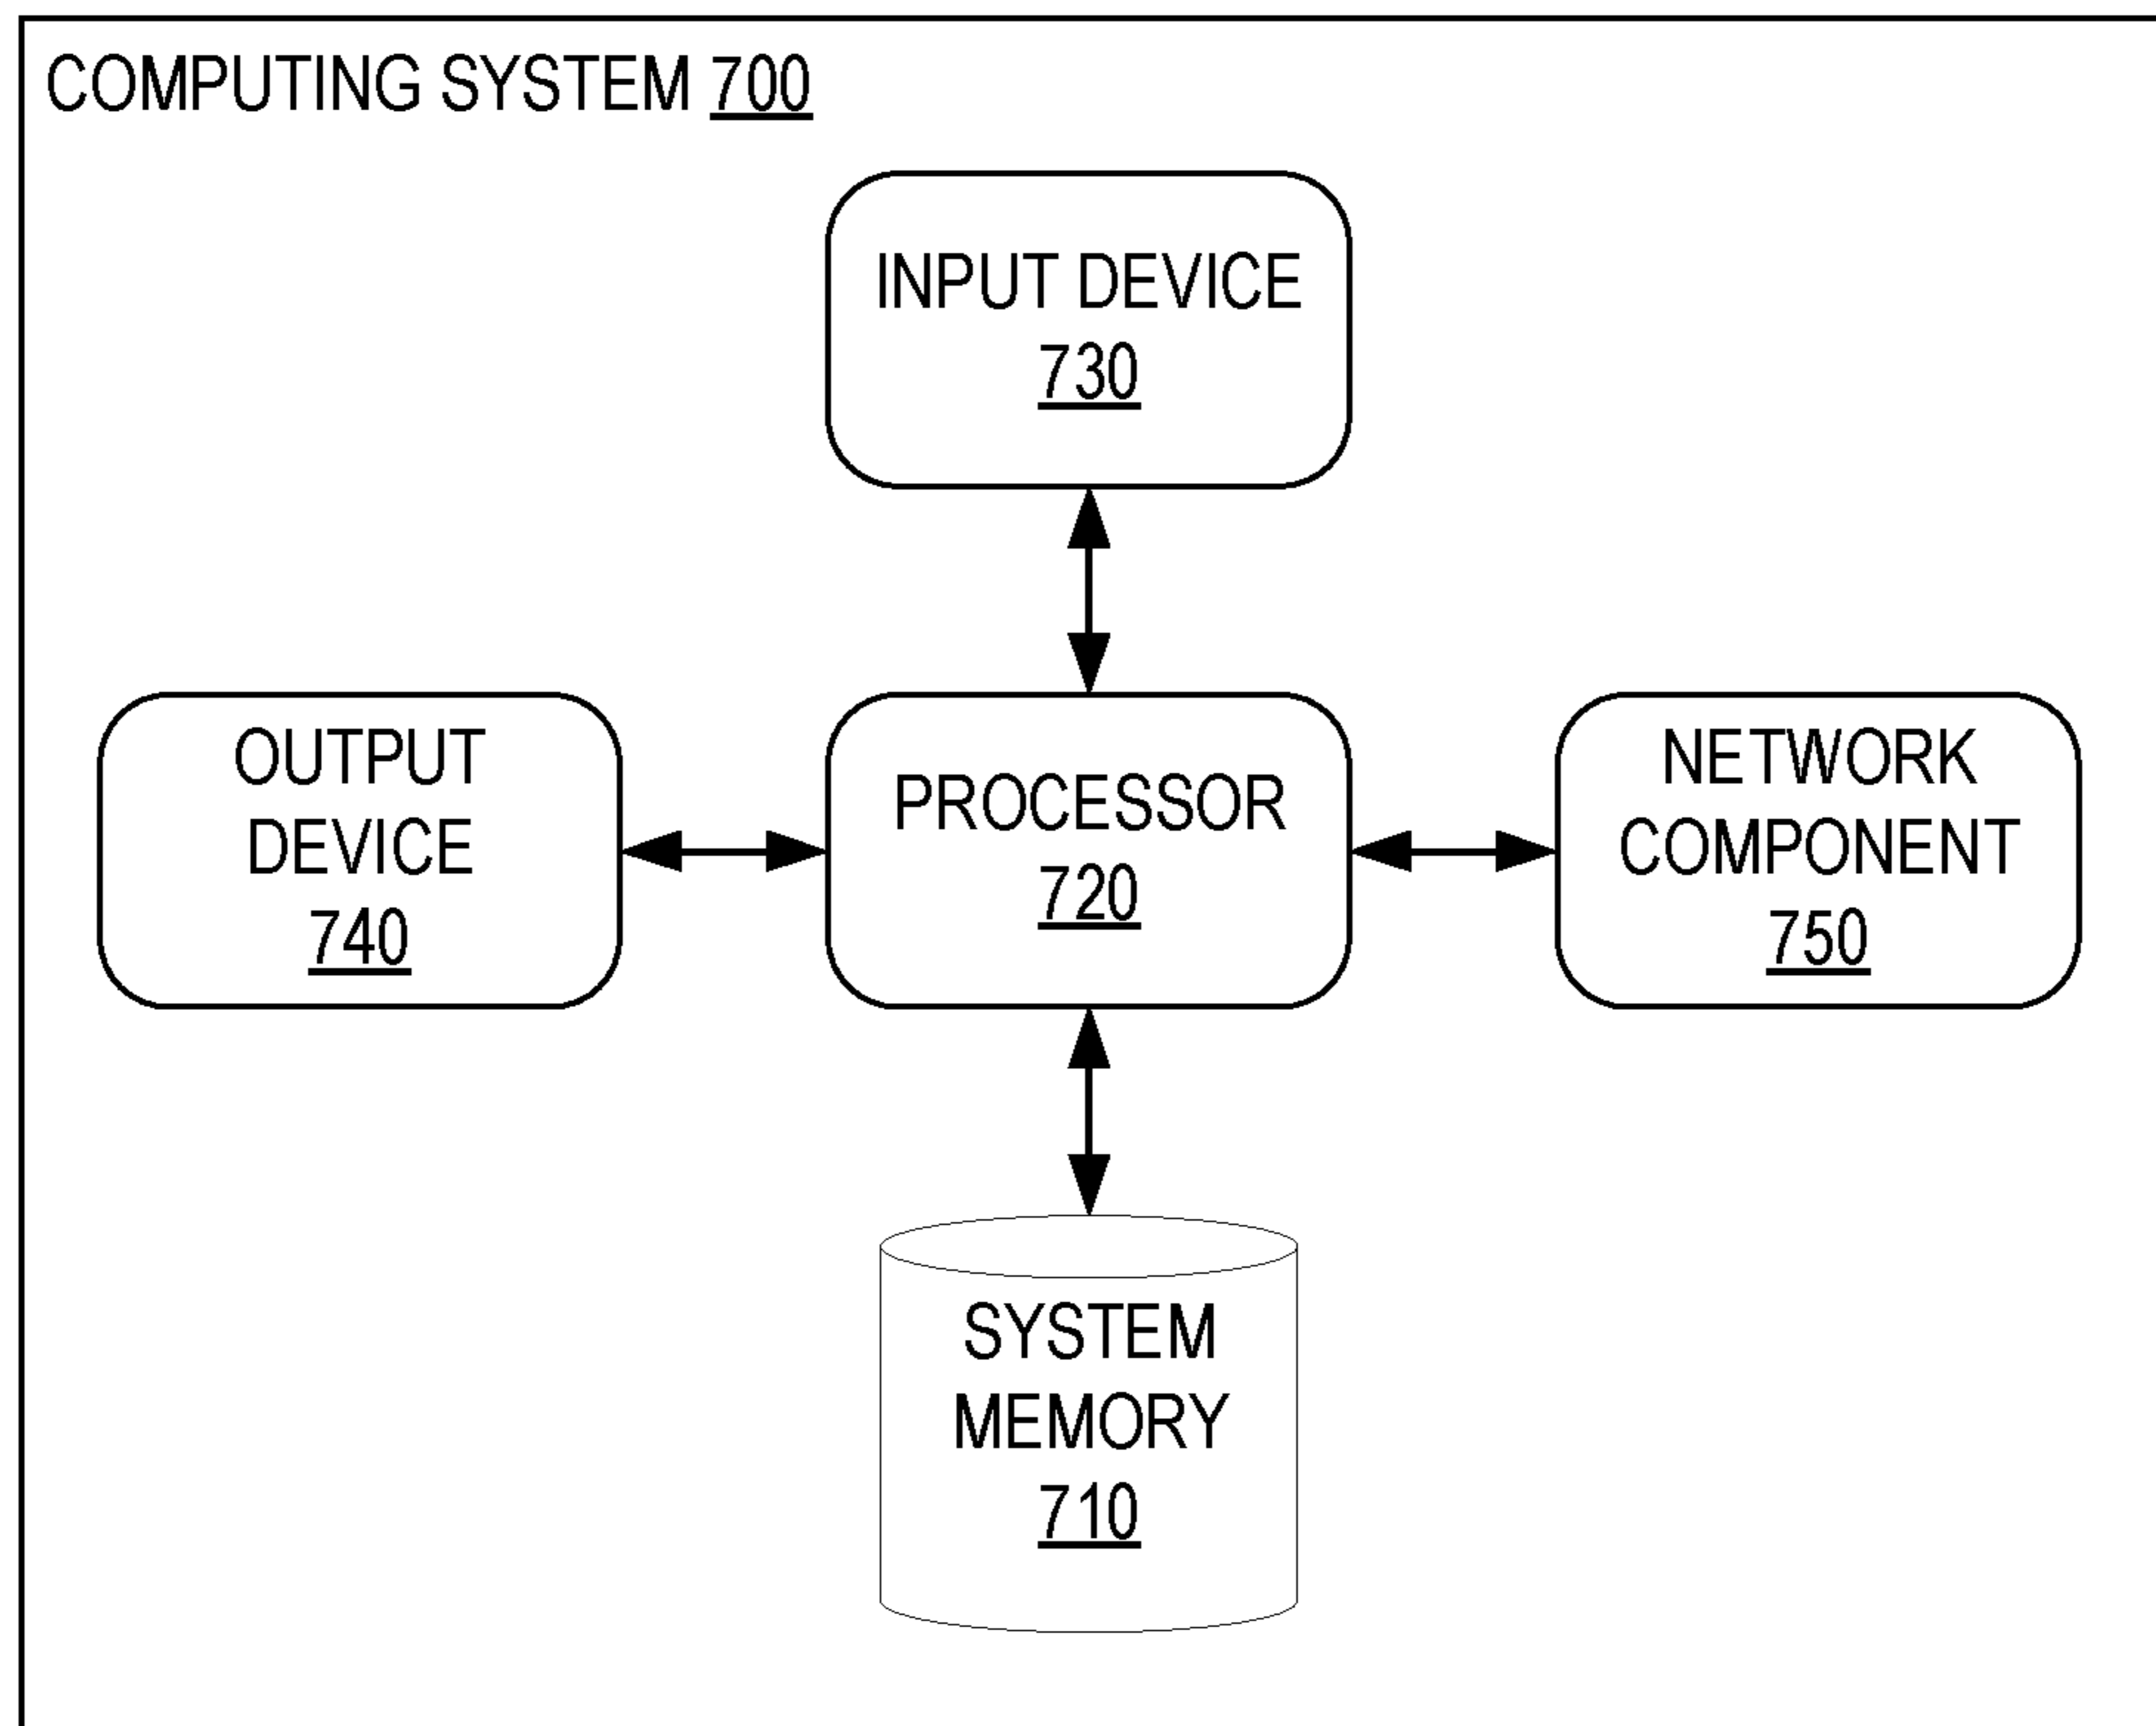 COMPUTING SYSTEM 700
INPUT DEVICE
730
OUTPUT
DEVICE
740
PROCESSOR
720
NETWORK
COMPONENT
750
SYSTEM
MEMORY
710